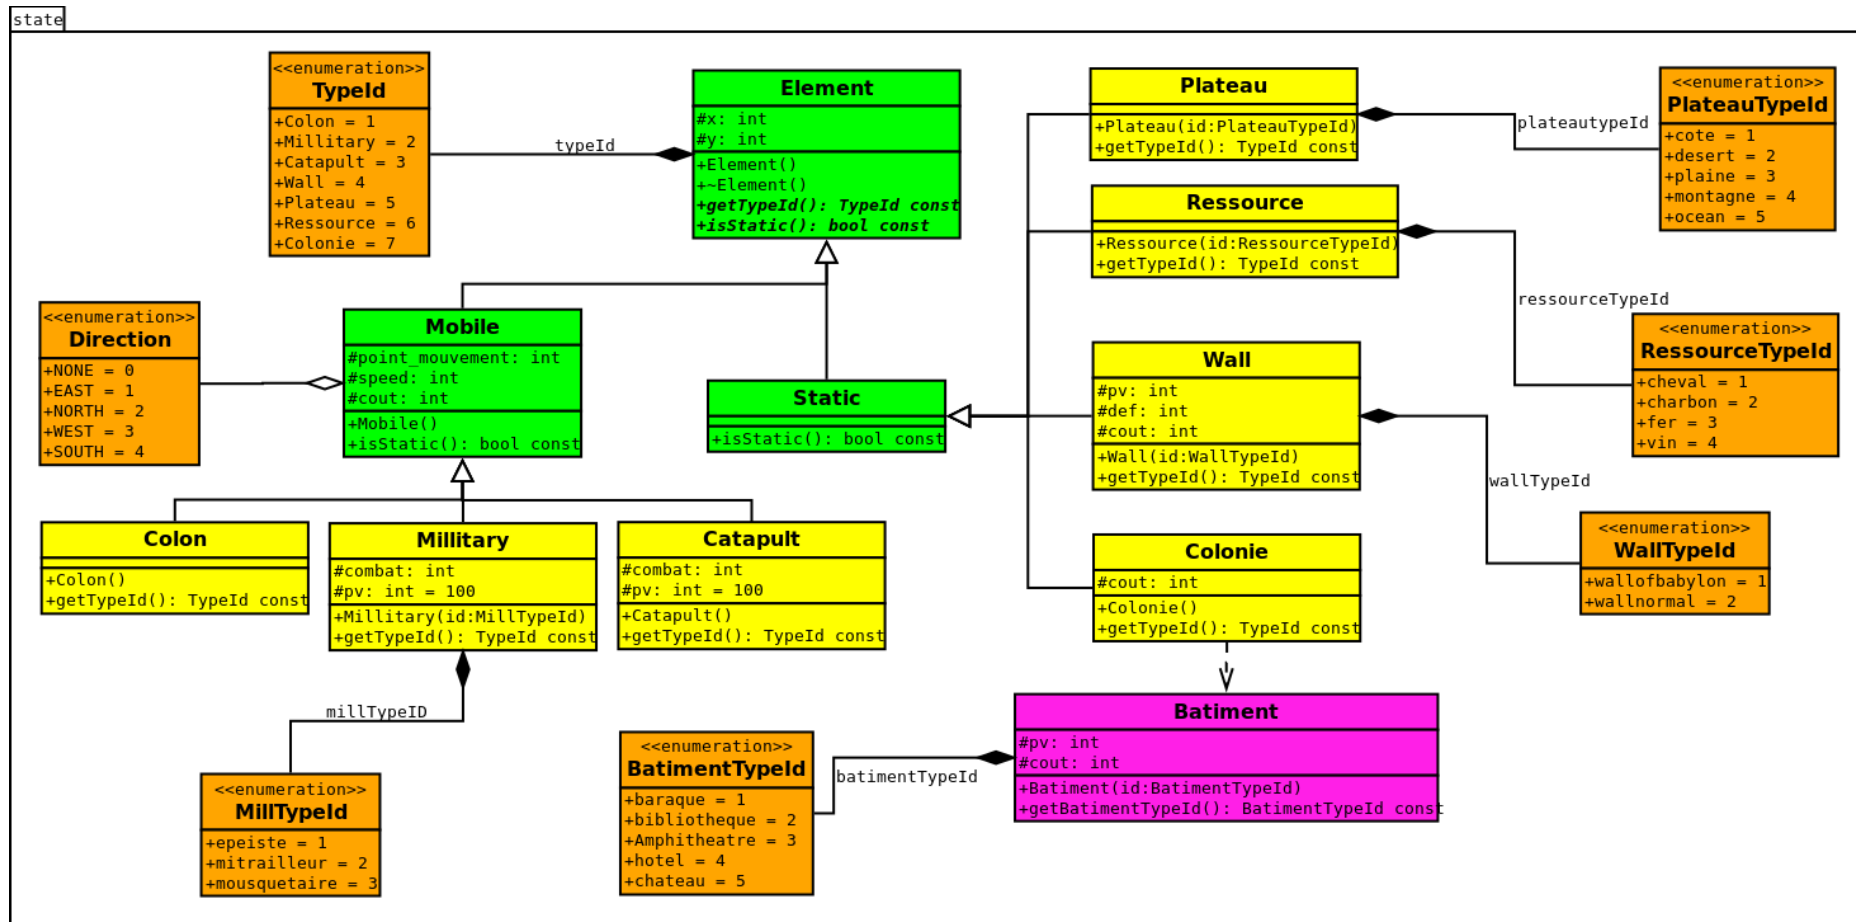 state
<<enumeration>>
TypeId
+Colon = 1
+Millitary = 2
+Catapult = 3
+Wall = 4
+Plateau = 5
+Ressource = 6
+Colonie = 7
typeId
Element
#x: int
#y: int
+Element()
+~Element()
+getTypeId(): TypeId const
+isStatic(): bool const
Plateau
+Plateau(id:PlateauTypeId)
+getTypeId(): TypeId const
plateautypeId
<<enumeration>>
PlateauTypeId
+cote = 1
+desert = 2
+plaine = 3
+montagne = 4
+ocean = 5
Ressource
+Ressource(id:RessourceTypeId)
+getTypeId(): TypeId const
ressourceTypeId
<<enumeration>>
RessourceTypeId
+cheval = 1
+charbon = 2
+fer = 3
+vin = 4
<<enumeration>>
Direction
+NONE = 0
+EAST = 1
+NORTH = 2
+WEST = 3
+SOUTH = 4
Mobile
#point_mouvement: int
#speed: int
#cout: int
+Mobile()
+isStatic(): bool const
Static
+isStatic(): bool const
Wall
#pv: int
#def: int
#cout: int
+Wall(id:WallTypeId)
+getTypeId(): TypeId const
wallTypeId
<<enumeration>>
WallTypeId
+wallofbabylon = 1
+wallnormal = 2
Colon
+Colon()
+getTypeId(): TypeId const
Millitary
#combat: int
#pv: int = 100
+Millitary(id:MillTypeId)
+getTypeId(): TypeId const
Catapult
#combat: int
#pv: int = 100
+Catapult()
+getTypeId(): TypeId const
Colonie
#cout: int
+Colonie()
+getTypeId(): TypeId const
millTypeID
<<enumeration>>
MillTypeId
+epeiste = 1
+mitrailleur = 2
+mousquetaire = 3
<<enumeration>>
BatimentTypeId
+baraque = 1
+bibliotheque = 2
+Amphitheatre = 3
+hotel = 4
+chateau = 5
batimentTypeId
Batiment
#pv: int
#cout: int
+Batiment(id:BatimentTypeId)
+getBatimentTypeId(): BatimentTypeId const